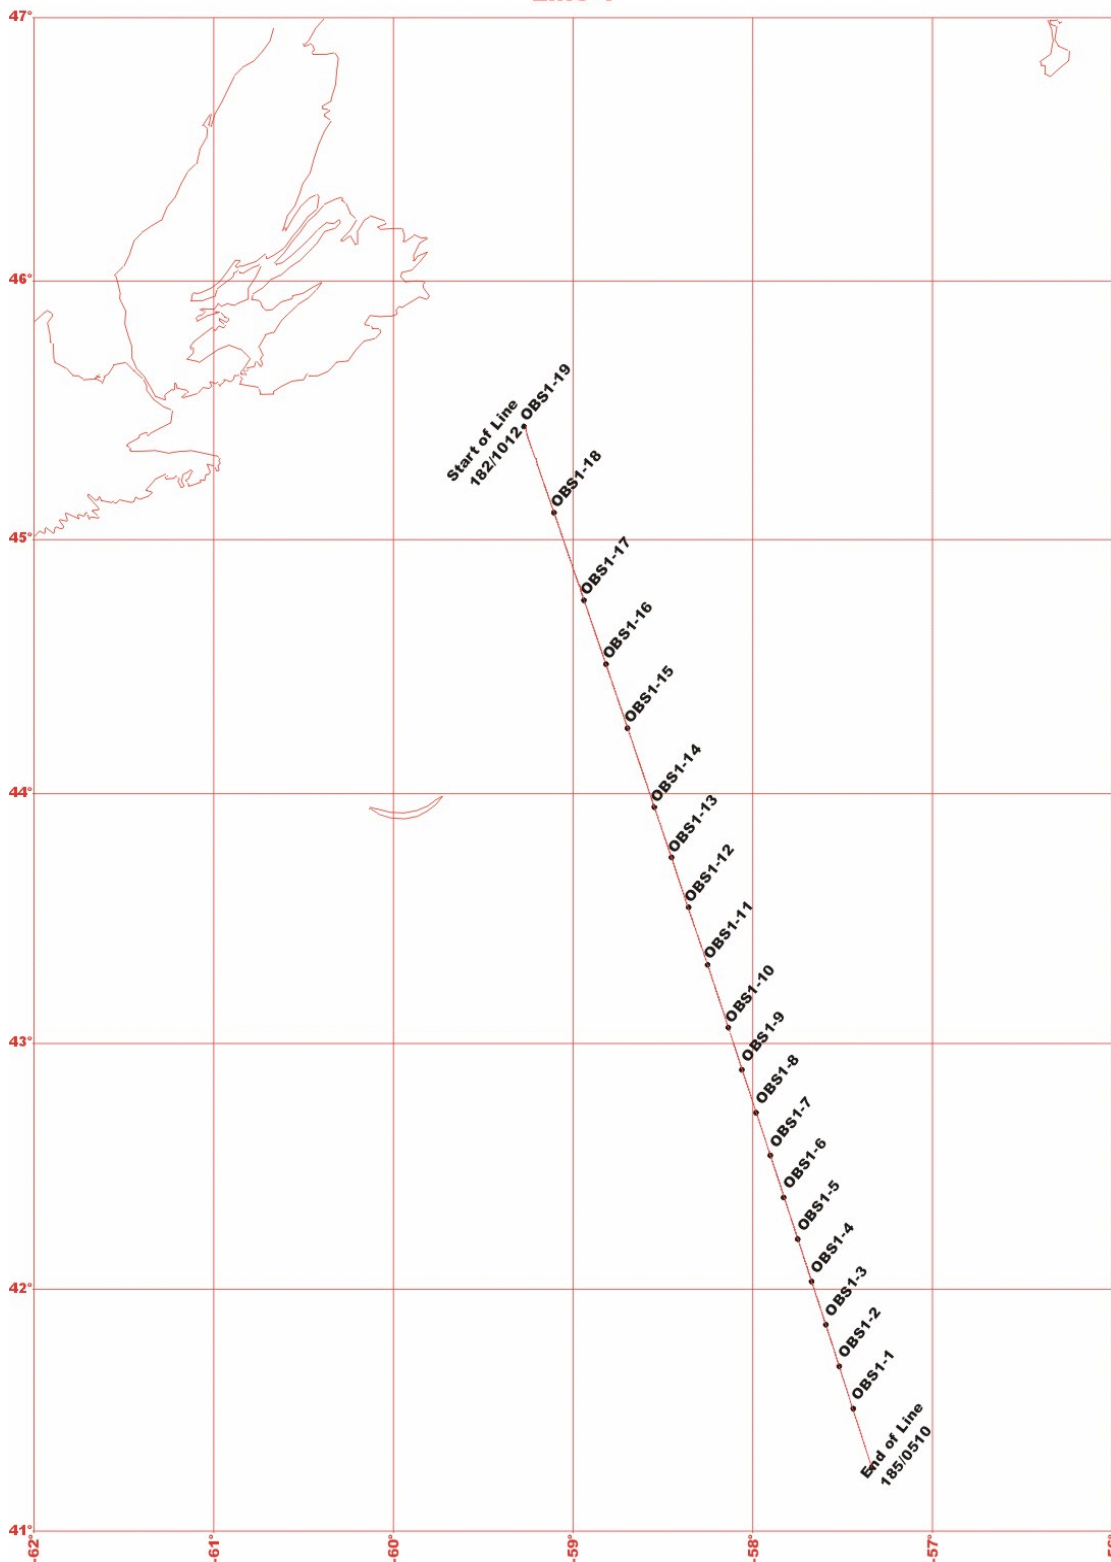 47°
46°
OBS1-19
Start of Line
182/1012
OBS1-18
45°
OBS1-17
OBS1-16
OBS1-15
OBS1-14
44°
OBS1-13
OBS1-12
OBS1-11
OBS1-10
43°
OBS1-9
OBS1-8
OBS1-7
OBS1-6
OBS1-5
OBS1-4
42°
OBS1-3
OBS1-2
OBS1-1
End of Line
185/0510
41°
-62°
-61°
-60°
-59°
-58°
-57°